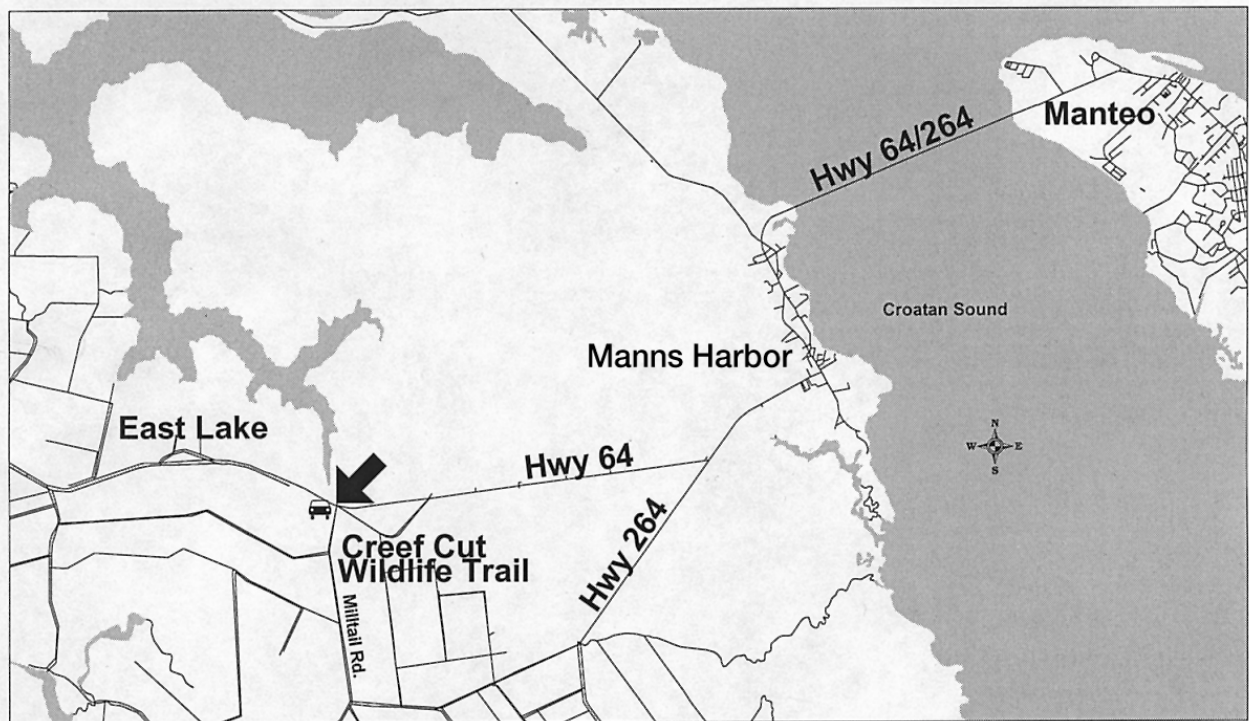 Manteo
Hwy 64/264
Croatan Sound
Manns Harbor
N
W E
S
East Lake
Hwy 64
Creef Cut
Wildlife Trail
Hwy 264
Milltail Rd.